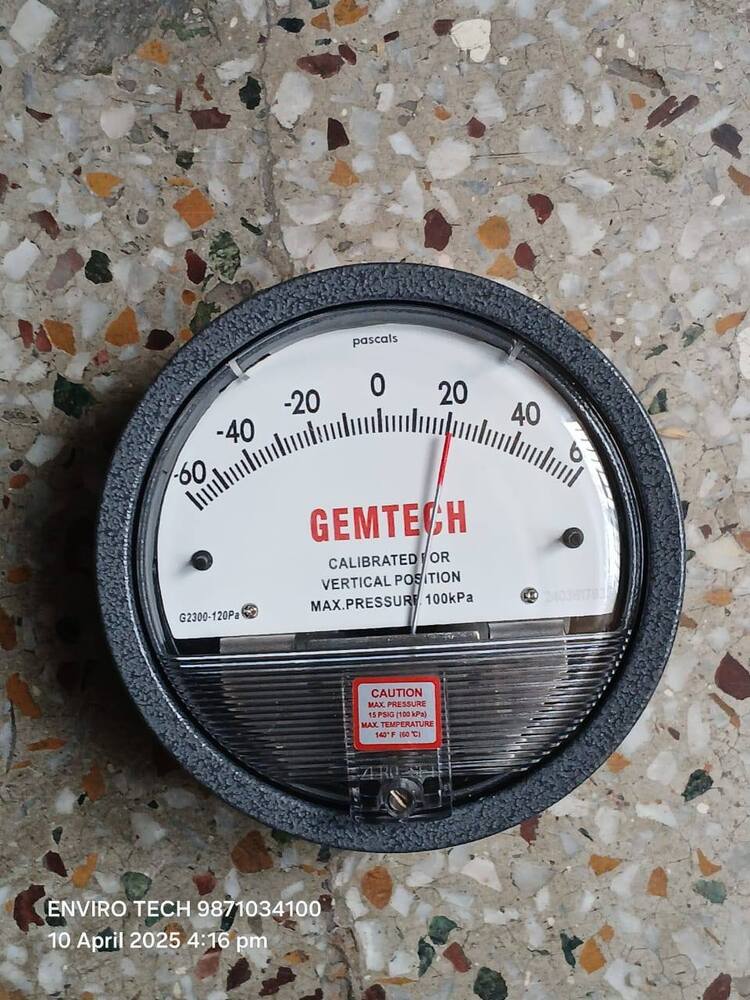 pascals
-60 -40 -20 0 20 40 6
GEMTECH
CALIBRATED FOR
VERTICAL POSITION
MAX.PRESSURE 100kPa
G2300-120Pa
CAUTION
MAX. PRESSURE
15 PSIG (100 kPa)
MAX. TEMPERATURE
140° F (60 °C)
ENVIRO TECH 9871034100
10 April 2025 4:16 pm